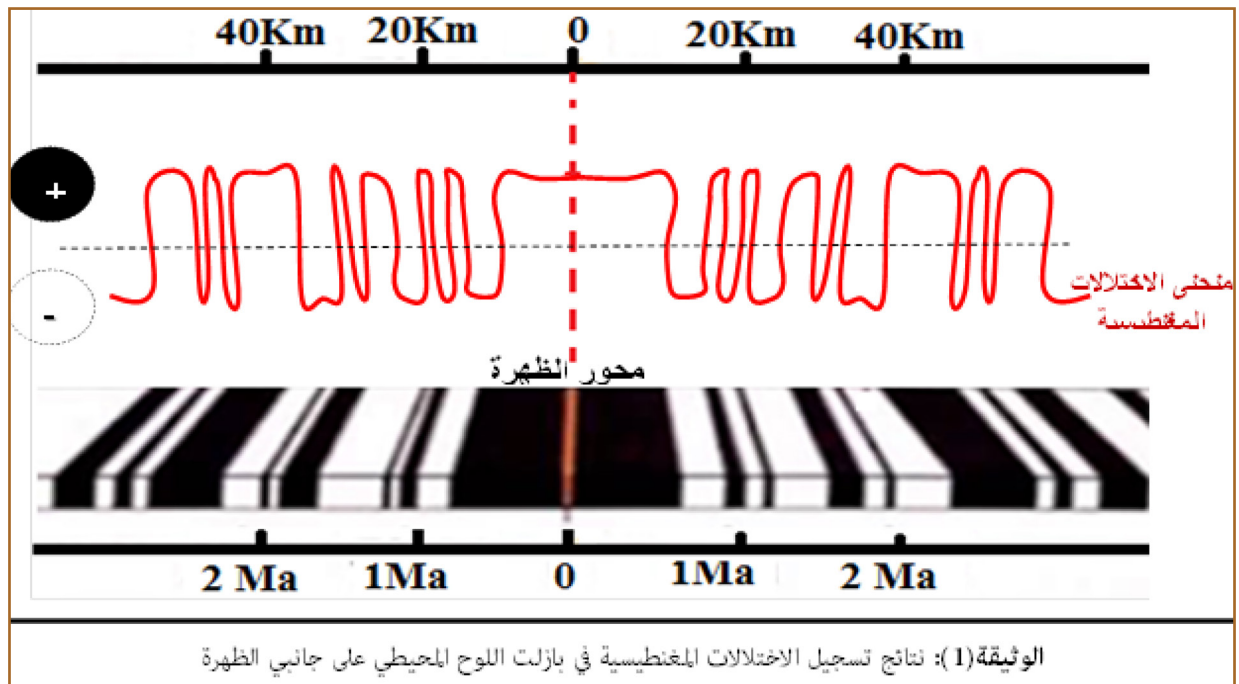 40Km 20Km 0 20Km 40Km
+
-
منحنى الاختلالات
المغنطيسية
محور الظهرة
2 Ma 1Ma 0 1Ma 2 Ma
الوثيقة(1): نتائج تسجيل الاختلالات المغنطيسية في بازلت اللوح المحيطي على جانبي الظهرة